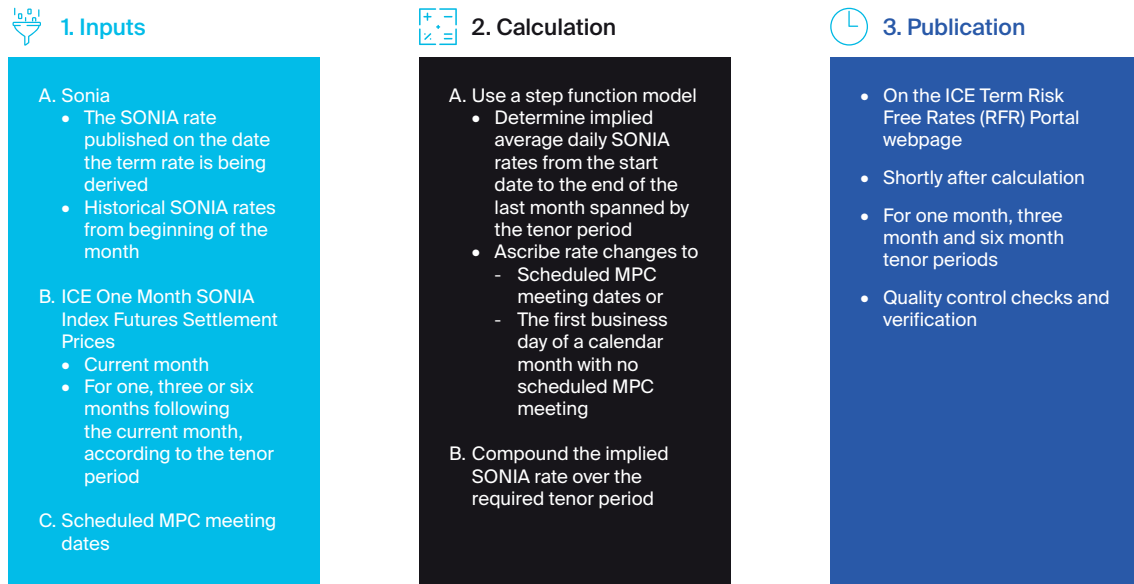 1. Inputs
A. Sonia
• The SONIA rate
published on the date
the term rate is being
derived
• Historical SONIA rates
from beginning of the
month
B. ICE One Month SONIA
Index Futures Settlement
Prices
• Current month
• For one, three or six
months following
the current month,
according to the tenor
period
C. Scheduled MPC meeting
dates
2. Calculation
A. Use a step function model
• Determine implied
average daily SONIA
rates from the start
date to the end of the
last month spanned by
the tenor period
• Ascribe rate changes to
- Scheduled MPC
meeting dates or
- The first business
day of a calendar
month with no
scheduled MPC
meeting
B. Compound the implied
SONIA rate over the
required tenor period
3. Publication
• On the ICE Term Risk
Free Rates (RFR) Portal
webpage
• Shortly after calculation
• For one month, three
month and six month
tenor periods
• Quality control checks and
verification